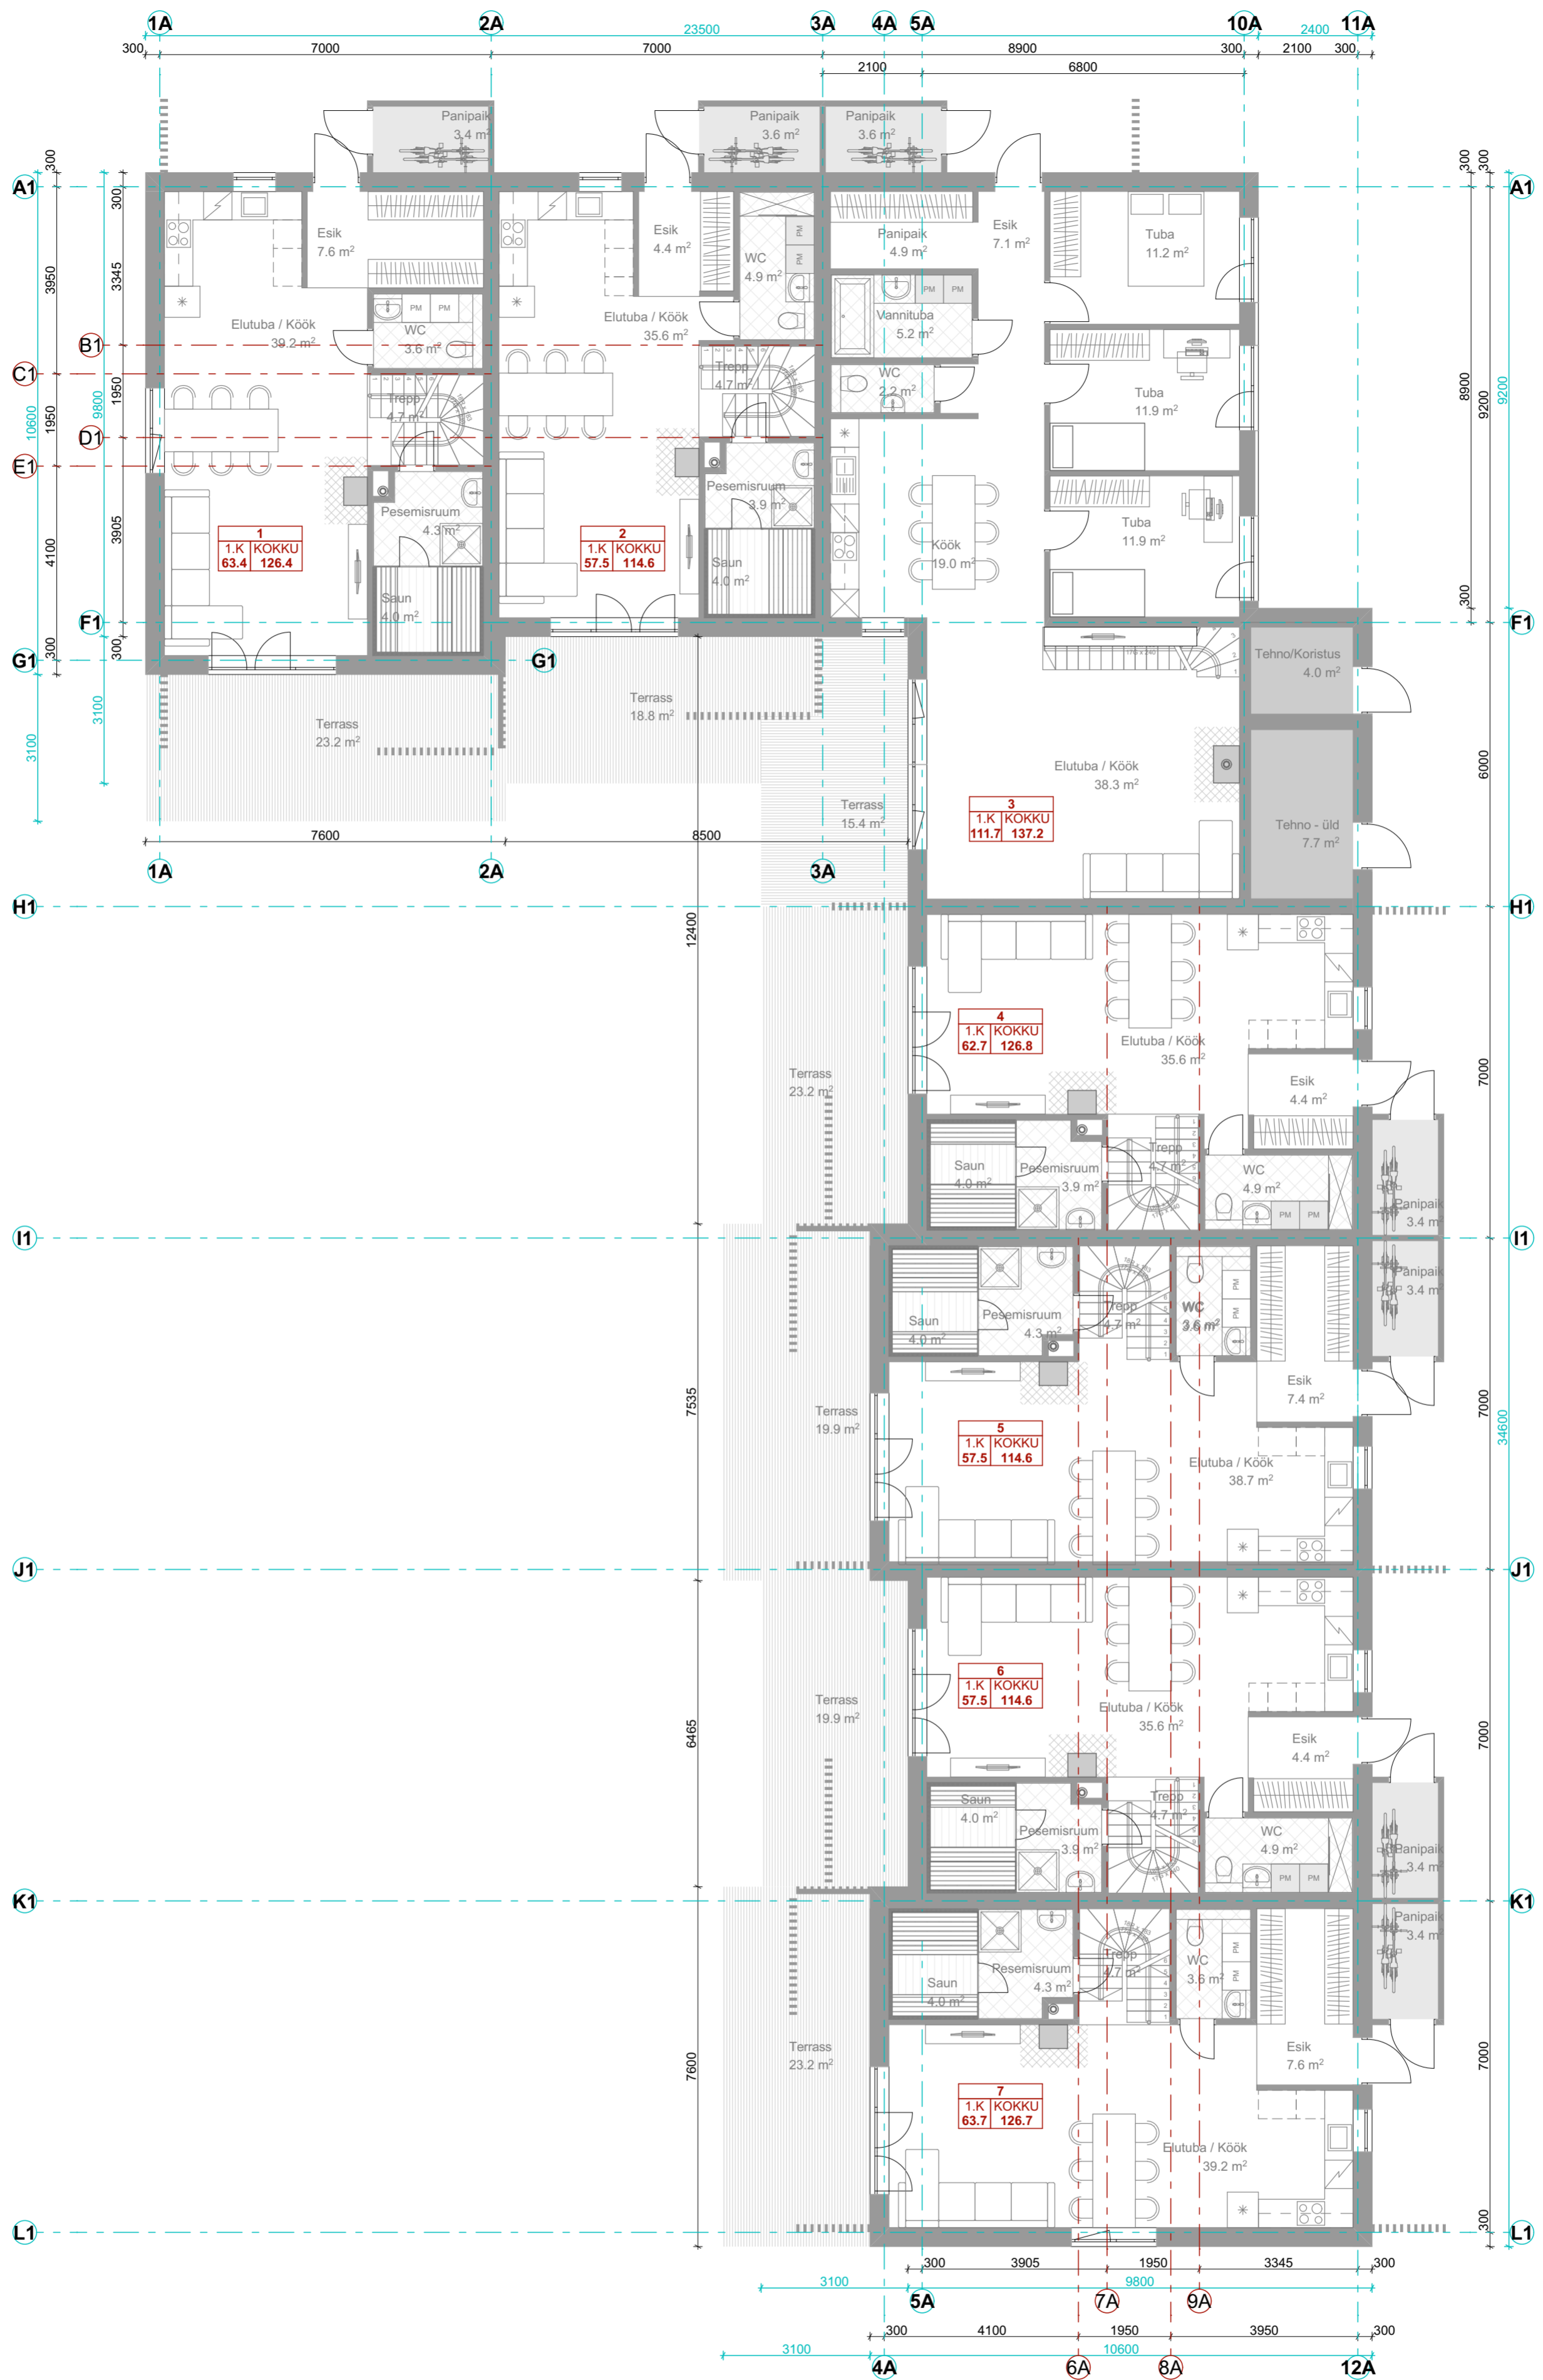 1A
2A
3A
4A
5A
10A
11A
23500
2400
300
7000
7000
8900
300
2100
300
2100
6800
Panipaik
3.4 m²
Panipaik
3.6 m²
Panipaik
3.6 m²
300
300
300
300
A1
A1
Esik
7.6 m²
Esik
4.4 m²
WC
4.9 m²
PM
PM
Panipaik
4.9 m²
Esik
7.1 m²
Tuba
11.2 m²
3950
3345
Elutuba / Köök
39.2 m²
PM
PM
WC
3.6 m²
Elutuba / Köök
35.6 m²
PM
PM
Vannituba
5.2 m²
B1
C1
Trepp
4.7 m²
Trepp
4.7 m²
WC
2.2 m²
Tuba
11.9 m²
10600
9800
1950
1950
8900
9200
9200
D1
E1
Pesemisruum
4.3 m²
Pesemisruum
3.9 m²
Tuba
11.9 m²
4100
3905
1
1.K KOKKU
63.4 126.4
2
1.K KOKKU
57.5 114.6
Köök
19.0 m²
Saun
4.0 m²
Saun
4.0 m²
300
F1
F1
300
300
G1
G1
170 x 240
Tehno/Koristus
4.0 m²
3100
3100
Terrass
23.2 m²
Terrass
18.8 m²
Elutuba / Köök
38.3 m²
6000
Terrass
15.4 m²
3
1.K KOKKU
111.7 137.2
Tehno - üld
7.7 m²
7600
8500
1A
2A
3A
H1
H1
12400
4
1.K KOKKU
62.7 126.8
Elutuba / Köök
35.6 m²
Terrass
23.2 m²
Esik
4.4 m²
7000
Saun
4.0 m²
Pesemisruum
3.9 m²
Trepp
4.7 m²
WC
4.9 m²
PM
PM
Panipaik
3.4 m²
I1
I1
Saun
4.0 m²
Pesemisruum
4.3 m²
Trepp
4.7 m²
WC
3.6 m²
PM
PM
Panipaik
3.4 m²
7535
Terrass
19.9 m²
Esik
7.4 m²
7000
34600
5
1.K KOKKU
57.5 114.6
Elutuba / Köök
38.7 m²
J1
J1
6
1.K KOKKU
57.5 114.6
Terrass
19.9 m²
Elutuba / Köök
35.6 m²
6465
Esik
4.4 m²
7000
Saun
4.0 m²
Pesemisruum
3.9 m²
Trepp
4.7 m²
WC
4.9 m²
PM
PM
Panipaik
3.4 m²
K1
K1
Saun
4.0 m²
Pesemisruum
4.3 m²
Trepp
4.7 m²
WC
3.6 m²
PM
PM
Panipaik
3.4 m²
7600
Terrass
23.2 m²
Esik
7.6 m²
7000
7
1.K KOKKU
63.7 126.7
Elutuba / Köök
39.2 m²
300
L1
L1
300
3905
1950
3345
300
3100
9800
5A
7A
9A
300
4100
1950
3950
300
3100
10600
4A
6A
8A
12A